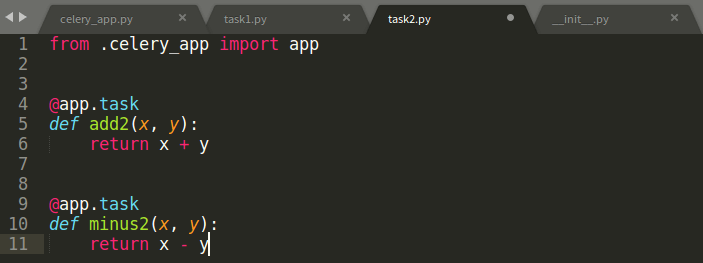 celery_app.py × task1.py × task2.py __init__.py ×
1 from .celery_app import app
2
3
4 @app.task
5 def add2(x, y):
6     return x + y
7
8
9 @app.task
10 def minus2(x, y):
11     return x - y